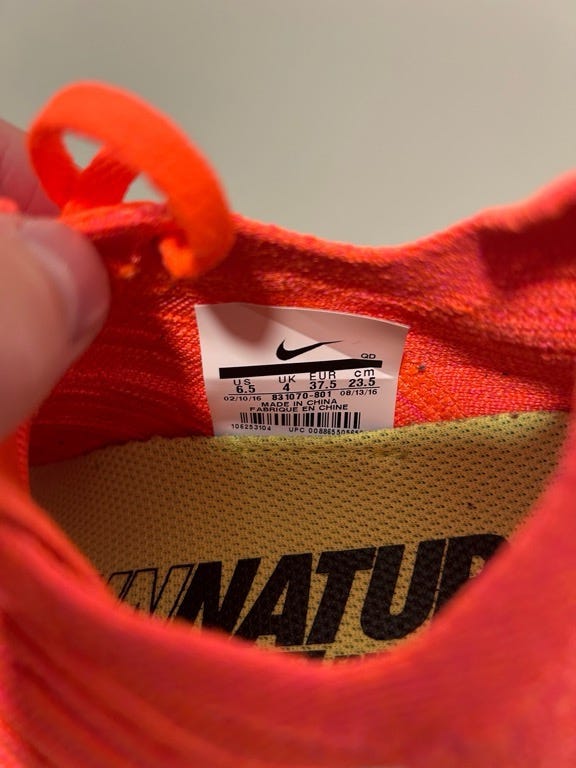 QD
US UK EUR cm
6.5 4 37.5 23.5
02/10/16 831070-801 08/13/16
MADE IN CHINA
FABRIQUE EN CHINE
106253104 UPC